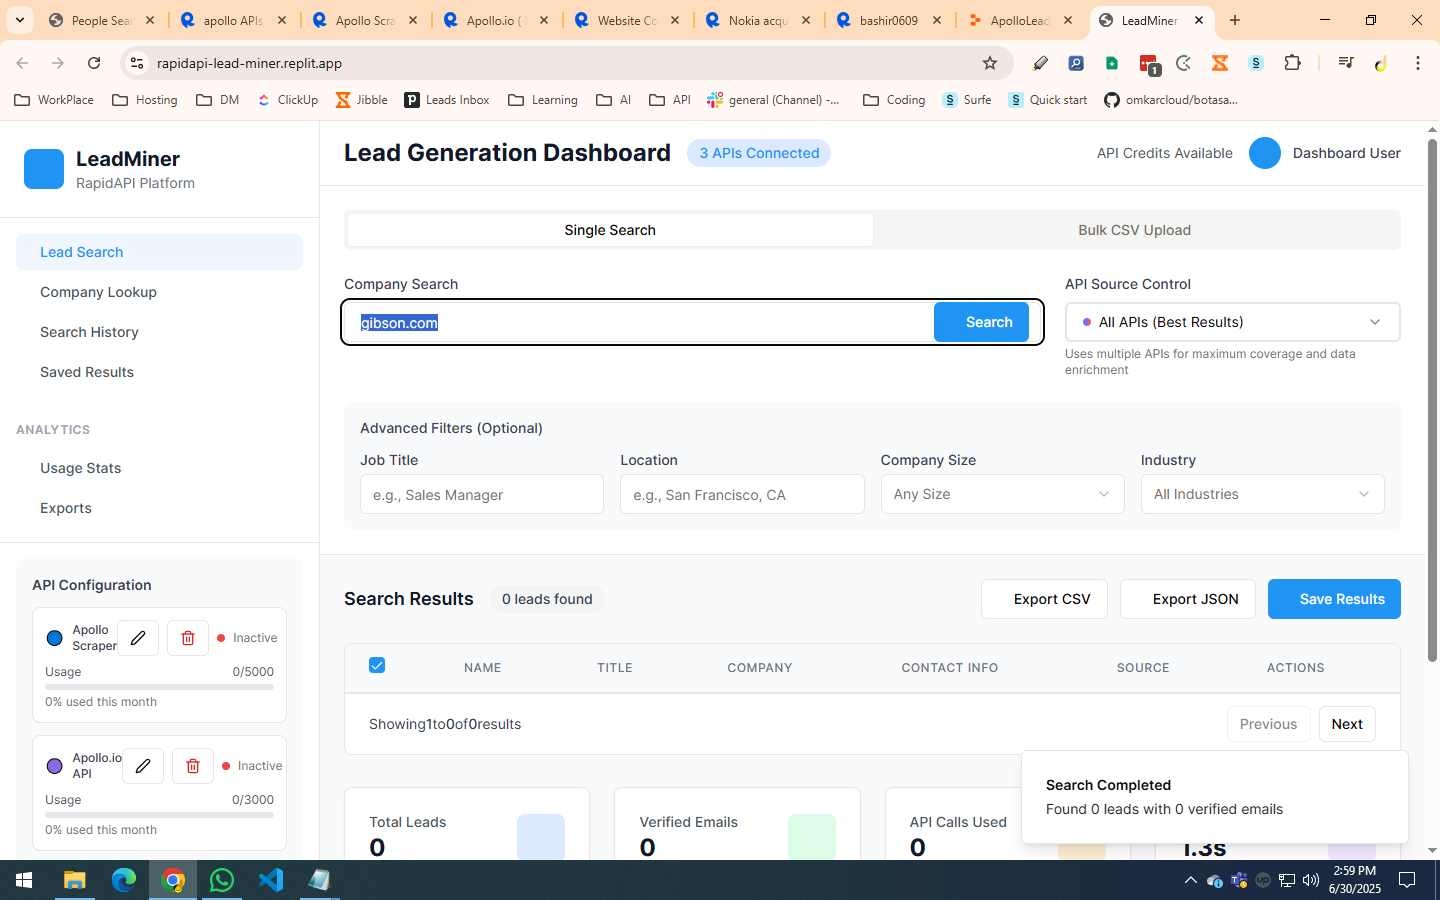 People Sea
apollo APIs
Apollo Scra
Apollo.io (
Website Co
Nokia acqu
bashir0609
ApolloLead
LeadMiner
rapidapi-lead-miner.replit.app
1
WorkPlace
Hosting
DM
ClickUp
Jibble
Leads Inbox
Learning
AI
API
general (Channel) -...
Coding
Surfe
Quick start
omkarcloud/botasa...
LeadMiner
RapidAPI Platform
Lead Search
Company Lookup
Search History
Saved Results
ANALYTICS
Usage Stats
Exports
API Configuration
Apollo
Scraper
Inactive
Usage 0/5000
0% used this month
Apollo.io
API
Inactive
Usage 0/3000
0% used this month
Lead Generation Dashboard
3 APIs Connected
API Credits Available
Dashboard User
Single Search
Bulk CSV Upload
Company Search
gibson.com
Search
API Source Control
All APIs (Best Results)
Uses multiple APIs for maximum coverage and data
enrichment
Advanced Filters (Optional)
Job Title
e.g., Sales Manager
Location
e.g., San Francisco, CA
Company Size
Any Size
Industry
All Industries
Search Results
0 leads found
Export CSV
Export JSON
Save Results
NAME TITLE COMPANY CONTACT INFO SOURCE ACTIONS
Showing1to0of0results
Previous
Next
Total Leads
0
Verified Emails
0
API Calls Used
0
1.3s
Search Completed
Found 0 leads with 0 verified emails
2:59 PM
6/30/2025